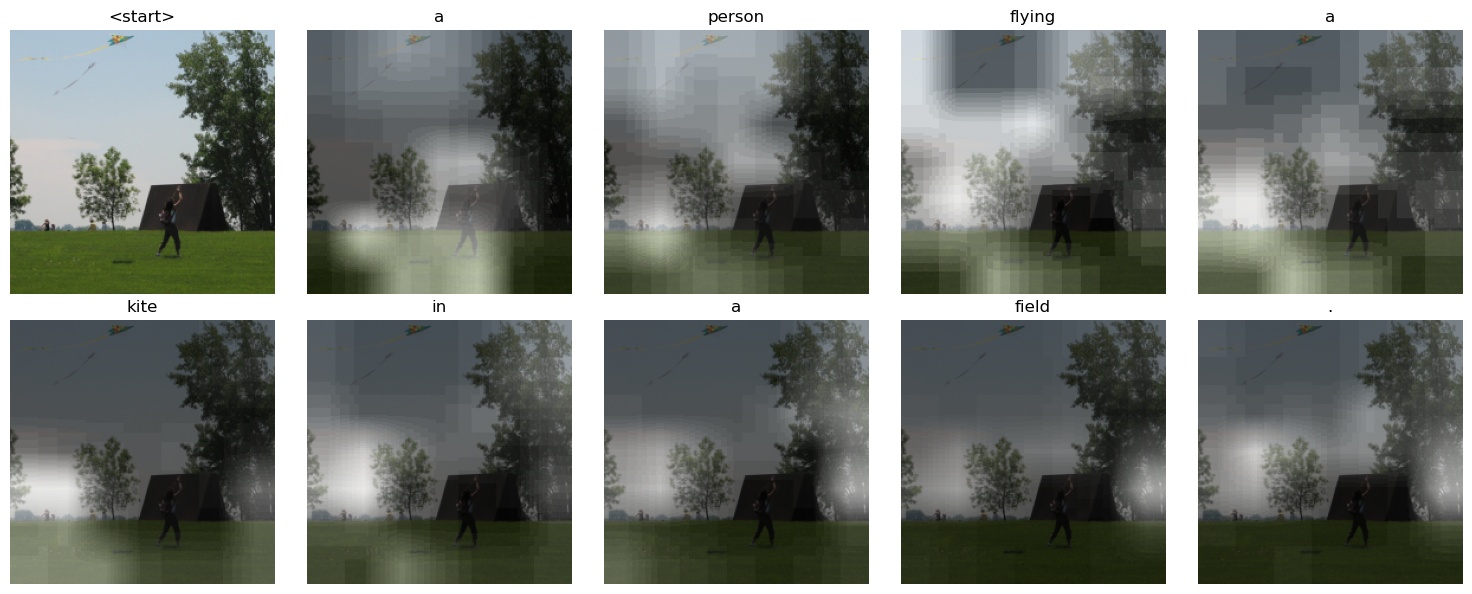 <start> a person flying a
kite in a field .